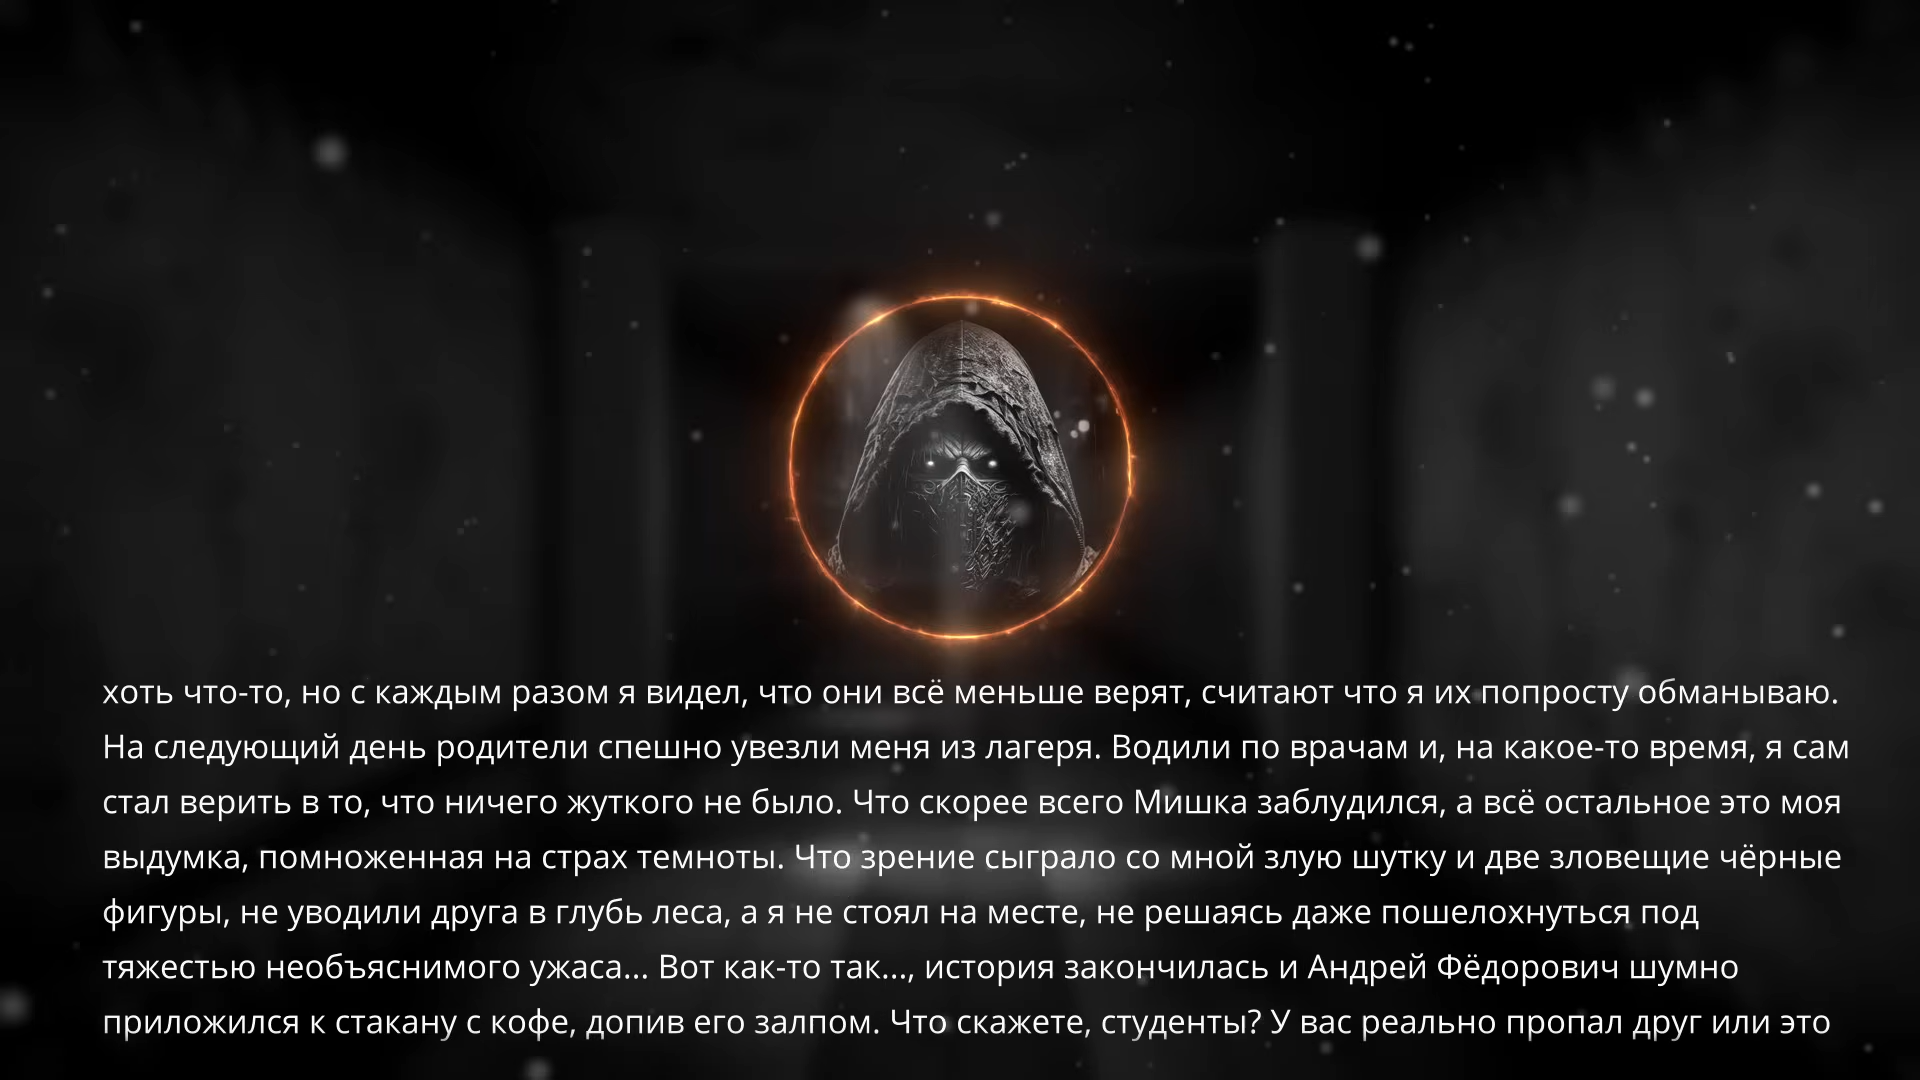 хоть что-то, но с каждым разом я видел, что они всё меньше верят, считают что я их попросту обманываю.
На следующий день родители спешно увезли меня из лагеря. Водили по врачам и, на какое-то время, я сам
стал верить в то, что ничего жуткого не было. Что скорее всего Мишка заблудился, а всё остальное это моя
выдумка, помноженная на страх темноты. Что зрение сыграло со мной злую шутку и две зловещие чёрные
фигуры, не уводили друга в глубь леса, а я не стоял на месте, не решаясь даже пошелохнуться под
тяжестью необъяснимого ужаса... Вот как-то так..., история закончилась и Андрей Фёдорович шумно
приложился к стакану с кофе, допив его залпом. Что скажете, студенты? У вас реально пропал друг или это